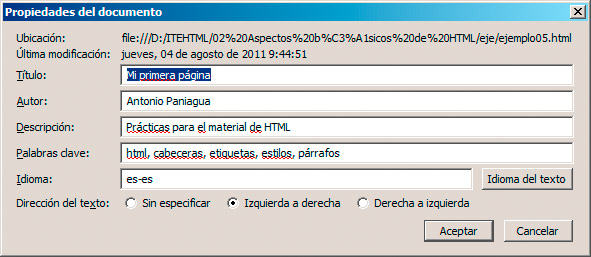 Propiedades del documento
Ubicación: file:///D:/ITEHTML/02%20Aspectos%20b%C3%A1sicos%20de%20HTML/eje/ejemplo05.html
Última modificación: jueves, 04 de agosto de 2011 9:44:51
Título: Mi primera página
Autor: Antonio Paniagua
Descripción: Prácticas para el material de HTML
Palabras clave: html, cabeceras, etiquetas, estilos, párrafos
Idioma: es-es Idioma del texto
Dirección del texto: Sin especificar Izquierda a derecha Derecha a izquierda
Aceptar Cancelar